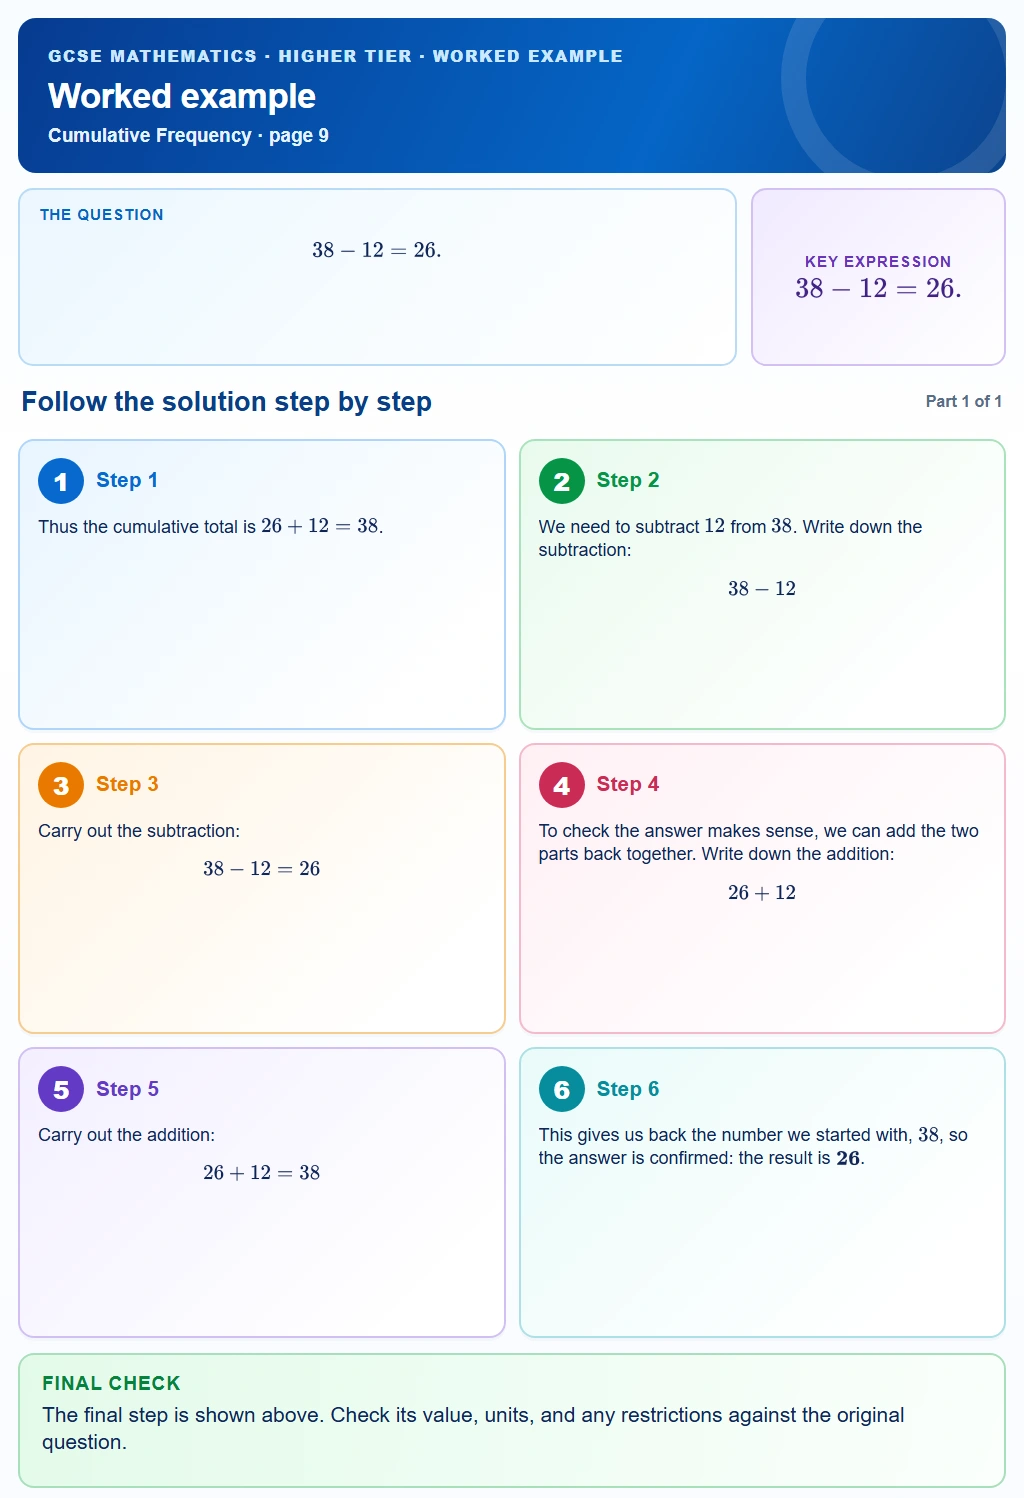 GCSE MATHEMATICS · HIGHER TIER · WORKED EXAMPLE
Worked example
Cumulative Frequency · page 9
THE QUESTION
38 − 12 = 26.
KEY EXPRESSION
38 − 12 = 26.
Follow the solution step by step
Part 1 of 1
1 Step 1
Thus the cumulative total is 26 + 12 = 38.
2 Step 2
We need to subtract 12 from 38. Write down the
subtraction:
38 − 12
3 Step 3
Carry out the subtraction:
38 − 12 = 26
4 Step 4
To check the answer makes sense, we can add the two
parts back together. Write down the addition:
26 + 12
5 Step 5
Carry out the addition:
26 + 12 = 38
6 Step 6
This gives us back the number we started with, 38, so
the answer is confirmed: the result is 26.
FINAL CHECK
The final step is shown above. Check its value, units, and any restrictions against the original
question.